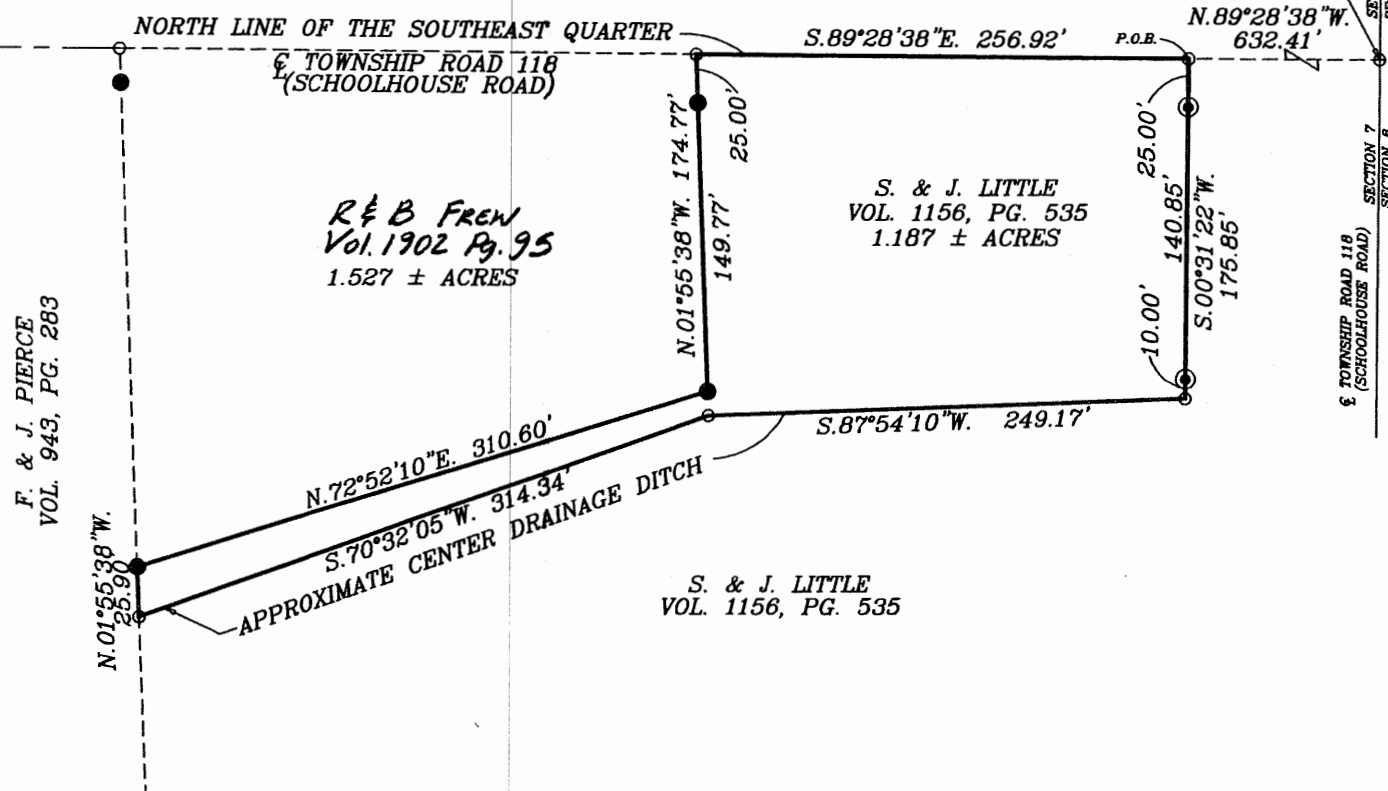 NORTH LINE OF THE SOUTHEAST QUARTER
℄ TOWNSHIP ROAD 118
(SCHOOLHOUSE ROAD)
S.89°28'38"E. 256.92'
P.O.B.
N.89°28'38"W.
632.41'
R & B FREW
Vol. 1902 Pg. 95
1.527 ± ACRES
N.01°55'38"W. 174.77'
25.00'
149.77'
S. & J. LITTLE
VOL. 1156, PG. 535
1.187 ± ACRES
25.00'
140.85'
10.00'
S.00°31'22"W.
175.85'
SECTION 7
SECTION 8
℄ TOWNSHIP ROAD 118
(SCHOOLHOUSE ROAD)
F. & J. PIERCE
VOL. 943, PG. 283
N.72°52'10"E. 310.60'
S.70°32'05"W. 314.34'
S.87°54'10"W. 249.17'
APPROXIMATE CENTER DRAINAGE DITCH
N.01°55'38"W.
25.90'
S. & J. LITTLE
VOL. 1156, PG. 535